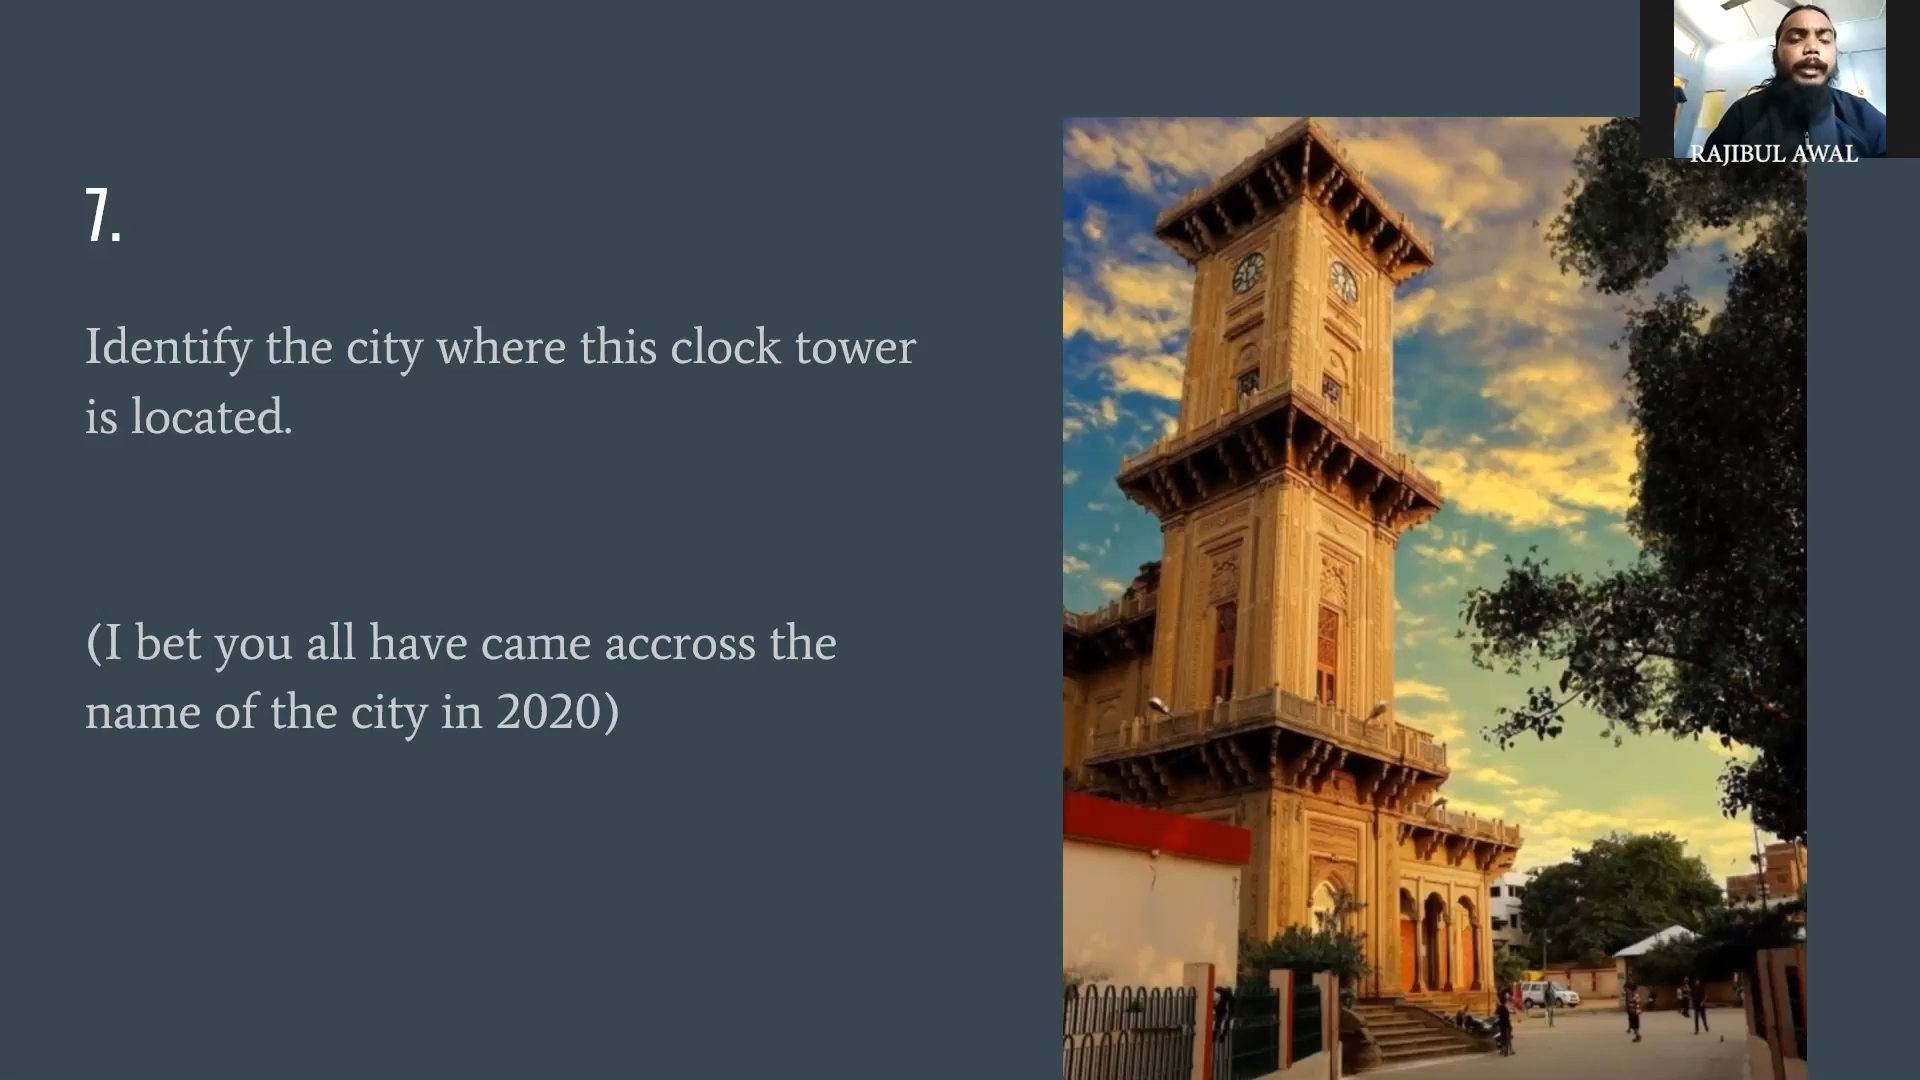 RAJIBUL AWAL
7.
Identify the city where this clock tower
is located.
(I bet you all have came accross the
name of the city in 2020)